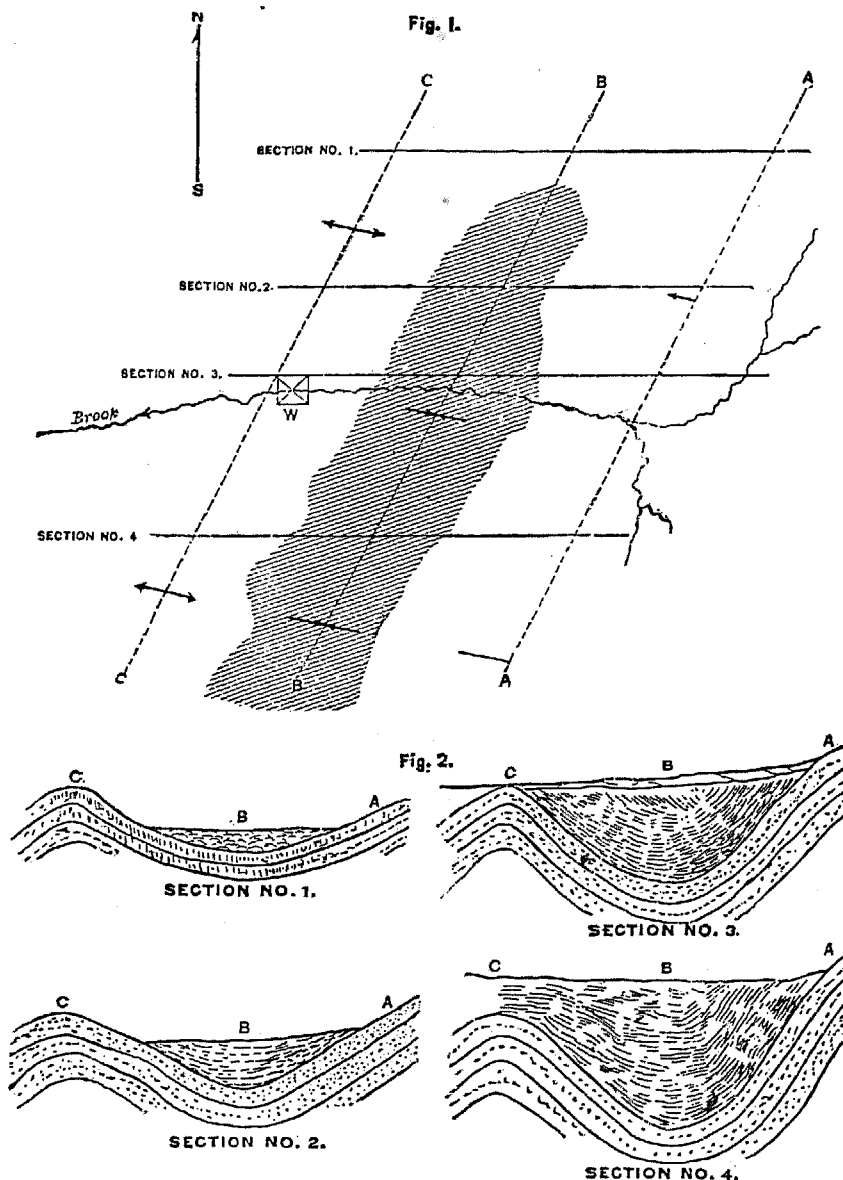 Fig. 1.
N
S
C B A
SECTION NO. 1.
SECTION NO. 2.
SECTION NO. 3.
Brook
W
SECTION NO. 4
C B A
Fig. 2.
C B A
SECTION NO. 1.
C B A
SECTION NO. 3.
C B A
SECTION NO. 2.
C B A
SECTION NO. 4.